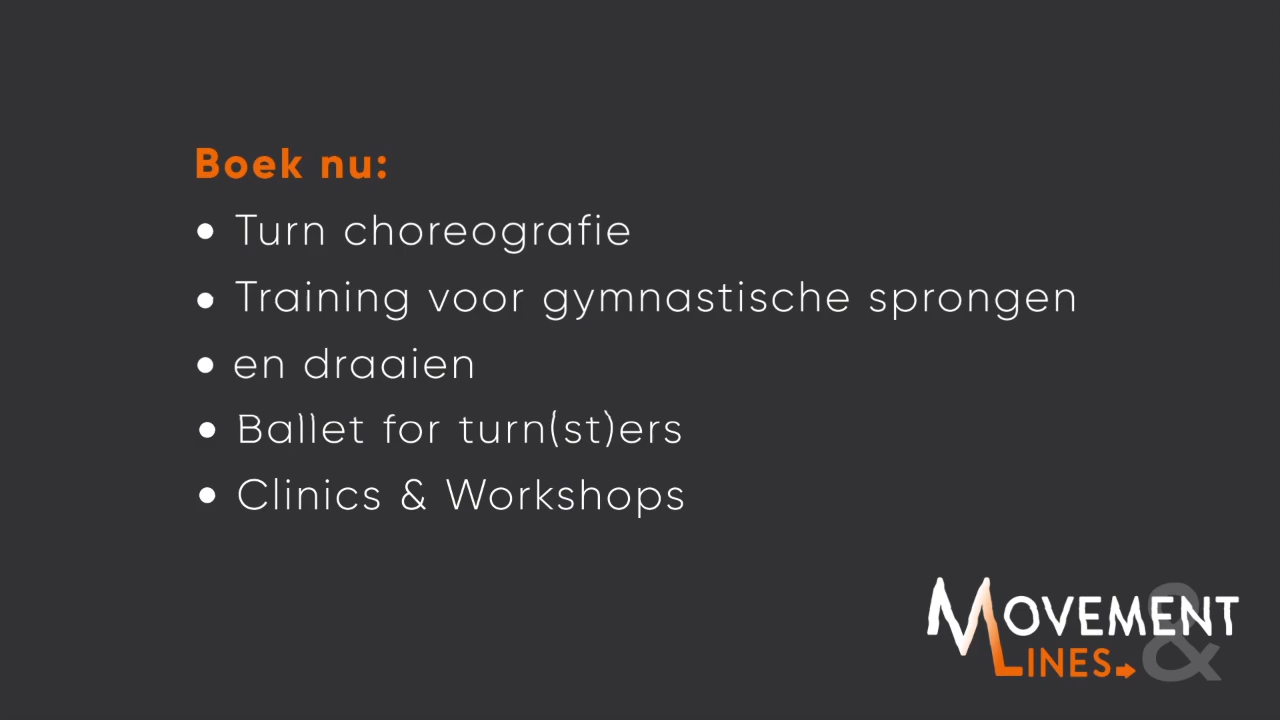 Boek nu:
• Turn choreografie
• Training voor gymnastische sprongen
• en draaien
• Ballet for turn(st)ers
• Clinics & Workshops
MOVEMENT &
LINES